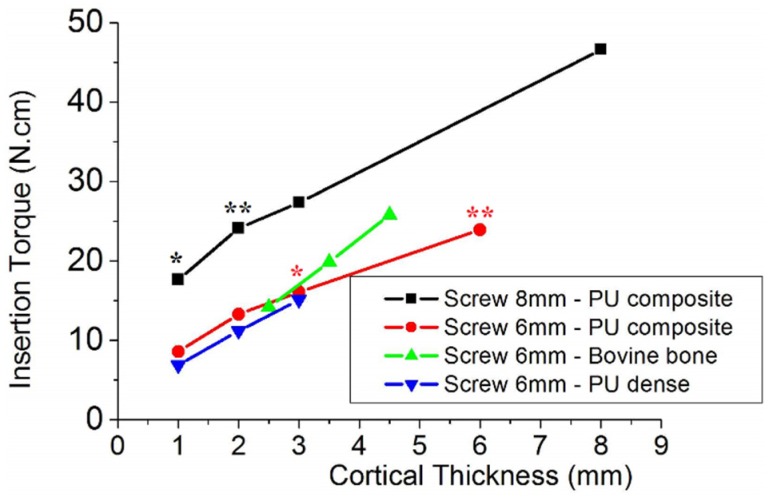 50
40
30
20
10
0
Insertion Torque (N.cm)
*
**
*
**
Screw 8mm - PU composite
Screw 6mm - PU composite
Screw 6mm - Bovine bone
Screw 6mm - PU dense
0 1 2 3 4 5 6 7 8 9
Cortical Thickness (mm)